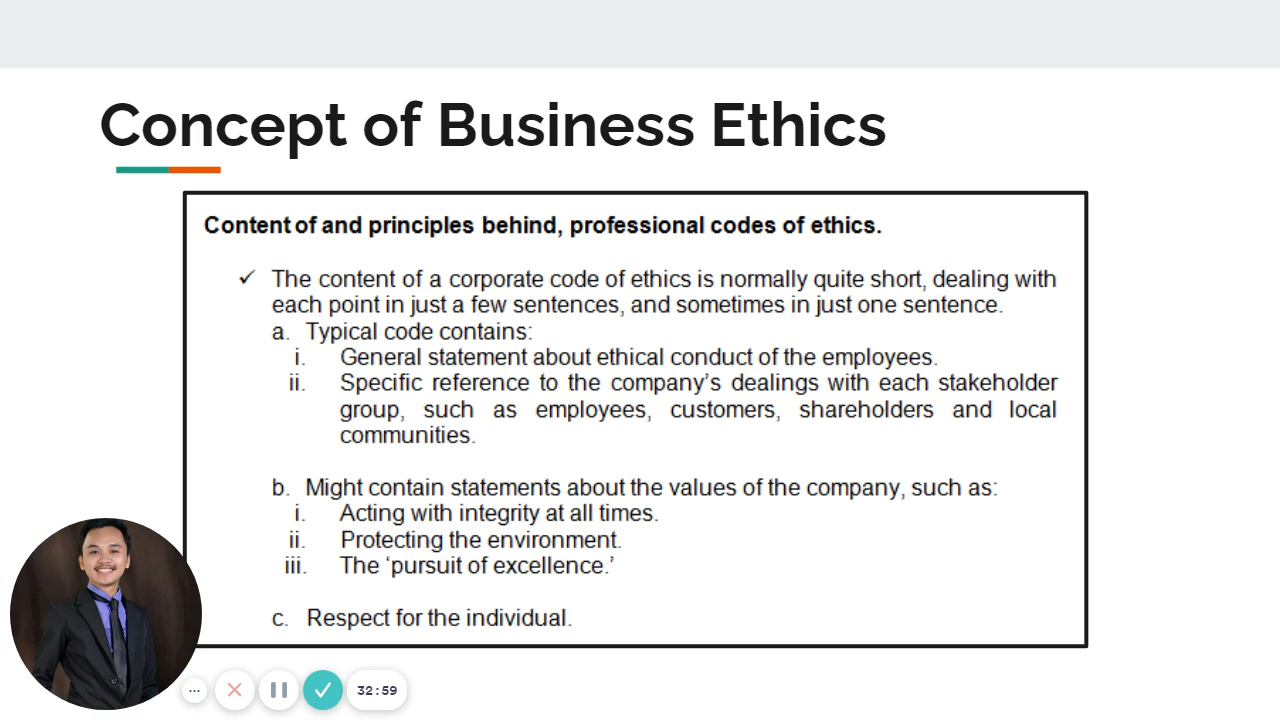 Concept of Business Ethics
Content of and principles behind, professional codes of ethics.
✓ The content of a corporate code of ethics is normally quite short, dealing with
each point in just a few sentences, and sometimes in just one sentence.
a. Typical code contains:
i. General statement about ethical conduct of the employees.
ii. Specific reference to the company’s dealings with each stakeholder
group, such as employees, customers, shareholders and local
communities.
b. Might contain statements about the values of the company, such as:
i. Acting with integrity at all times.
ii. Protecting the environment.
iii. The ‘pursuit of excellence.’
c. Respect for the individual.
32:59